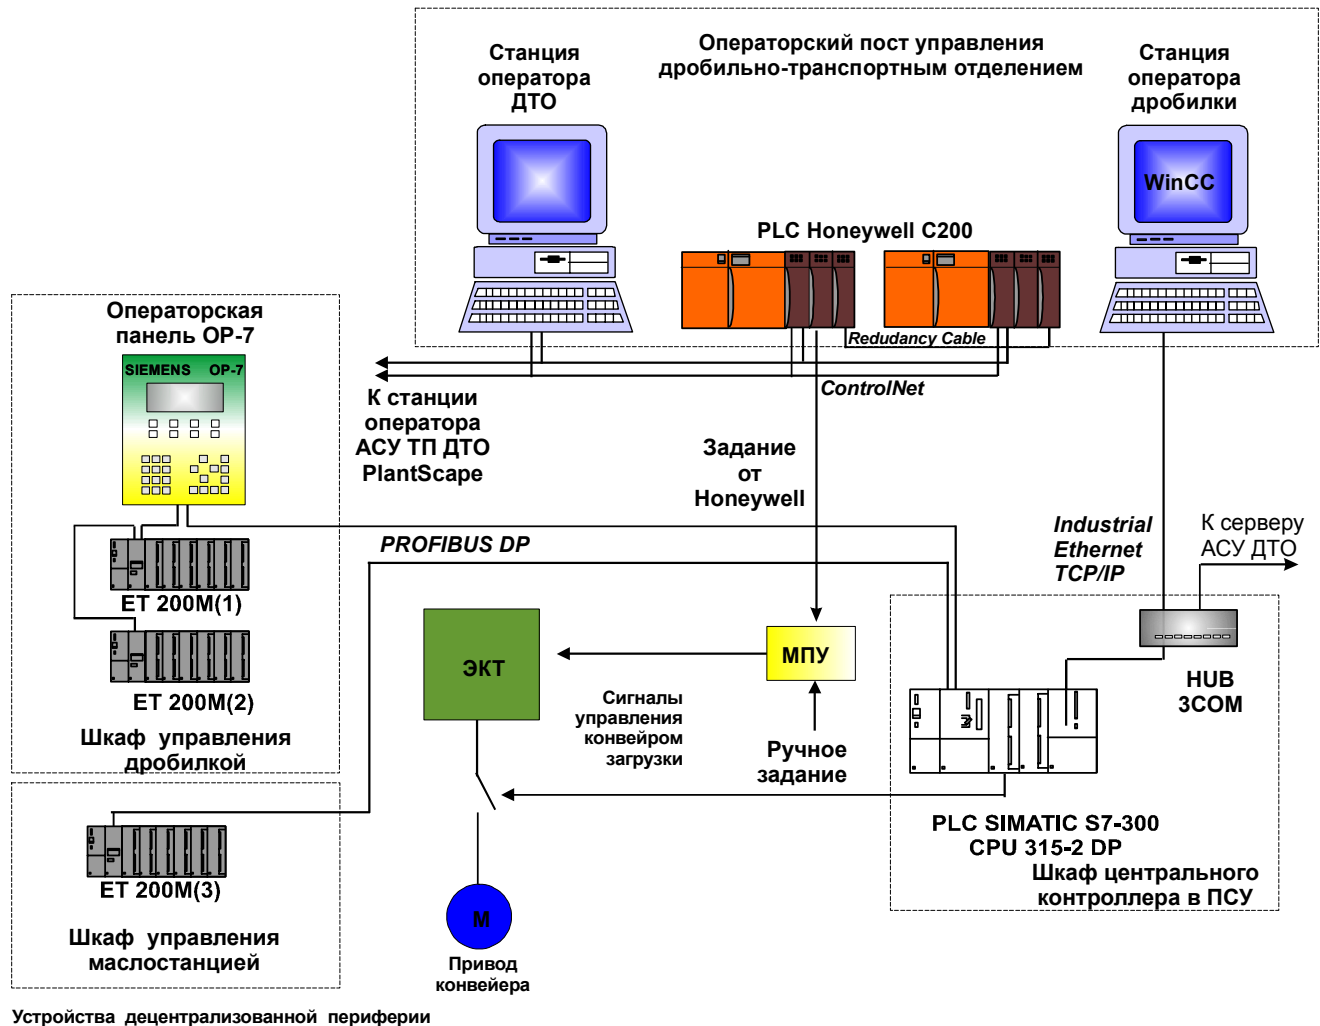 Станция
оператора
ДТО
Операторский пост управления
дробильно-транспортным отделением
Станция
оператора
дробилки
WinCC
PLC Honeywell C200
Redudancy Cable
ControlNet
К станции
оператора
АСУ ТП ДТО
PlantScape
Операторская
панель ОР-7
SIEMENS OP-7
ET 200M(1)
ET 200M(2)
Шкаф управления
дробилкой
PROFIBUS DP
Задание
от
Honeywell
Industrial
Ethernet
TCP/IP
К серверу
АСУ ДТО
ЭКТ
МПУ
HUB
3COM
Сигналы
управления
конвейром
загрузки
Ручное
задание
PLC SIMATIC S7-300
CPU 315-2 DP
Шкаф центрального
контроллера в ПСУ
ET 200M(3)
Шкаф управления
маслостанцией
М
Привод
конвейера
Устройства децентрализованной периферии